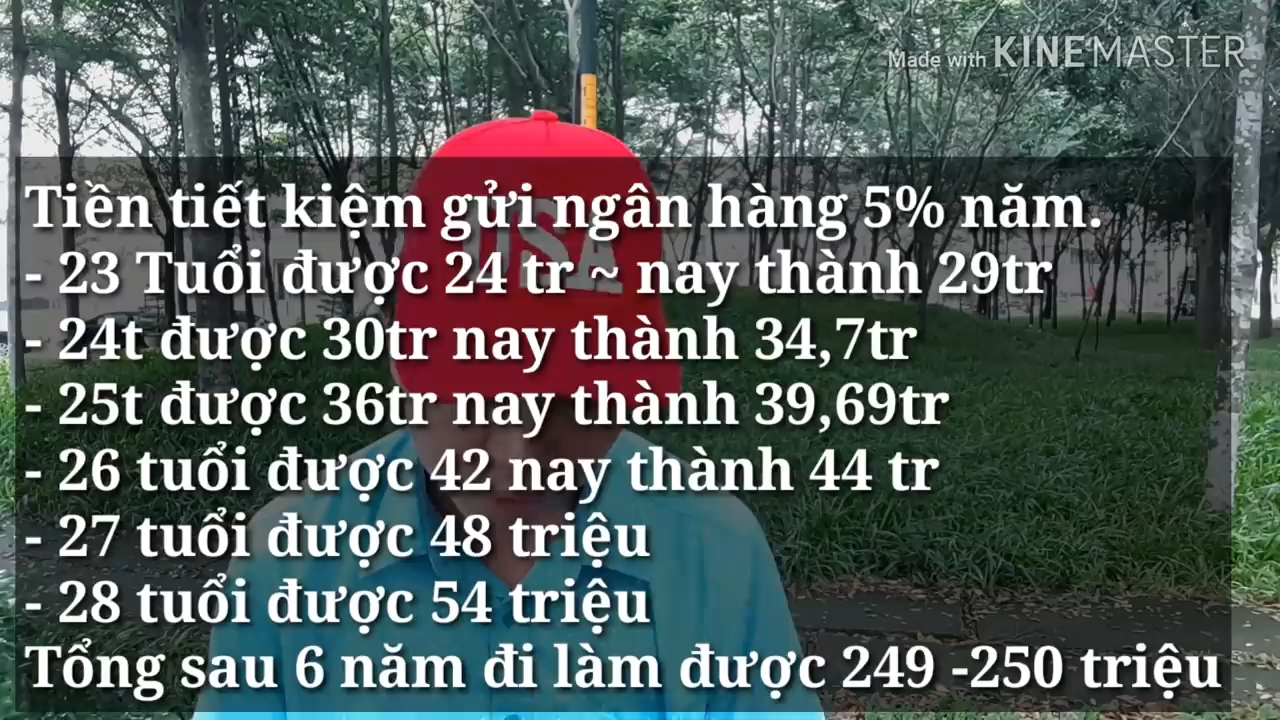 Made with KINEMASTER
USA
Tiền tiết kiệm gửi ngân hàng 5% năm.
- 23 Tuổi được 24 tr ~ nay thành 29tr
- 24t được 30tr nay thành 34,7tr
- 25t được 36tr nay thành 39,69tr
- 26 tuổi được 42 nay thành 44 tr
- 27 tuổi được 48 triệu
- 28 tuổi được 54 triệu
Tổng sau 6 năm đi làm được 249 -250 triệu